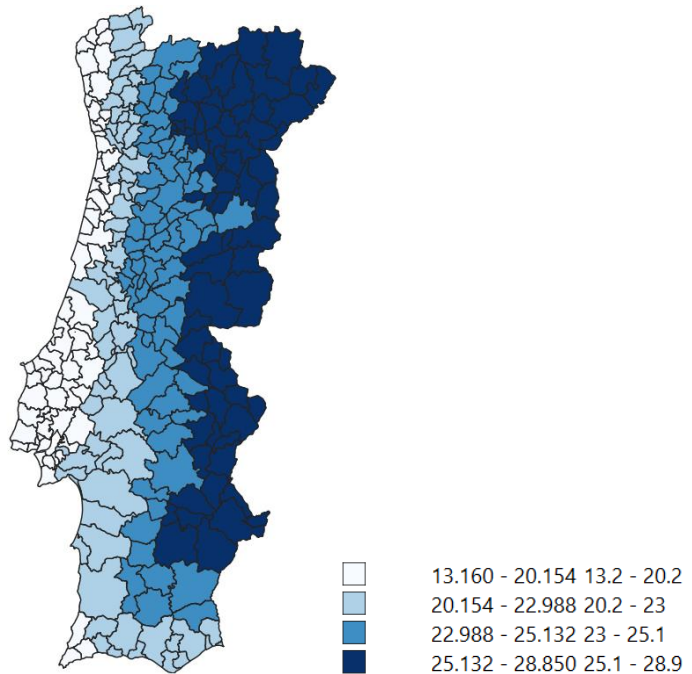 13.160 - 20.154 13.2 - 20.2
20.154 - 22.988 20.2 - 23
22.988 - 25.132 23 - 25.1
25.132 - 28.850 25.1 - 28.9